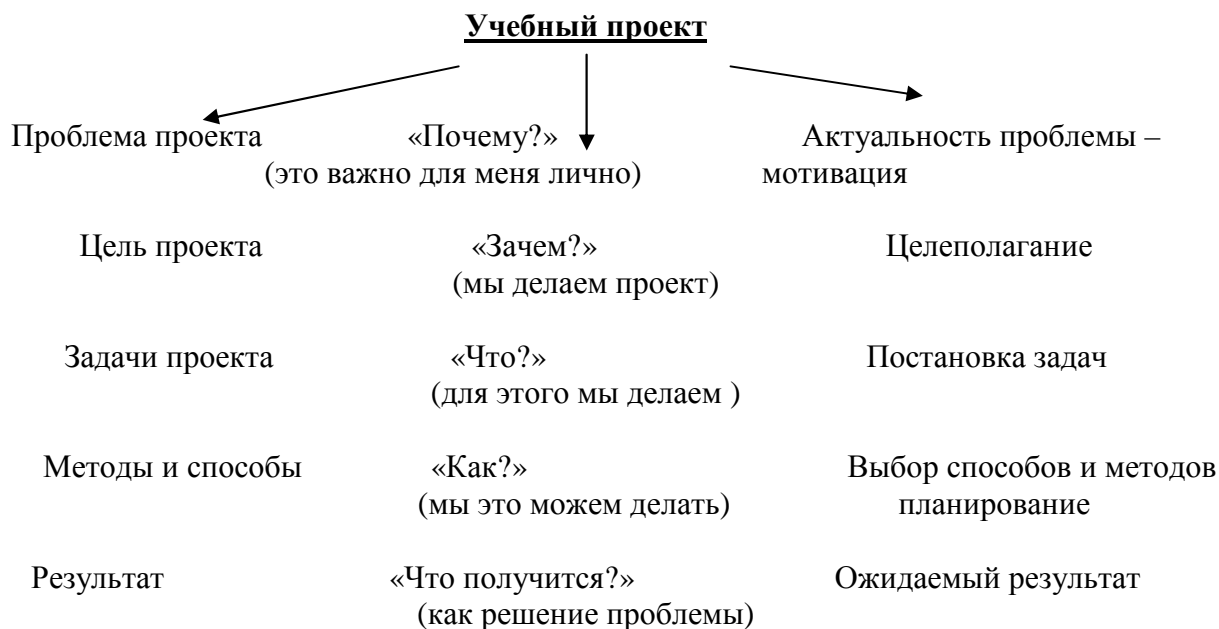 Учебный проект
Проблема проекта «Почему?» Актуальность проблемы –
(это важно для меня лично) мотивация
Цель проекта «Зачем?» Целеполагание
(мы делаем проект)
Задачи проекта «Что?» Постановка задач
(для этого мы делаем )
Методы и способы «Как?» Выбор способов и методов
(мы это можем делать) планирование
Результат «Что получится?» Ожидаемый результат
(как решение проблемы)